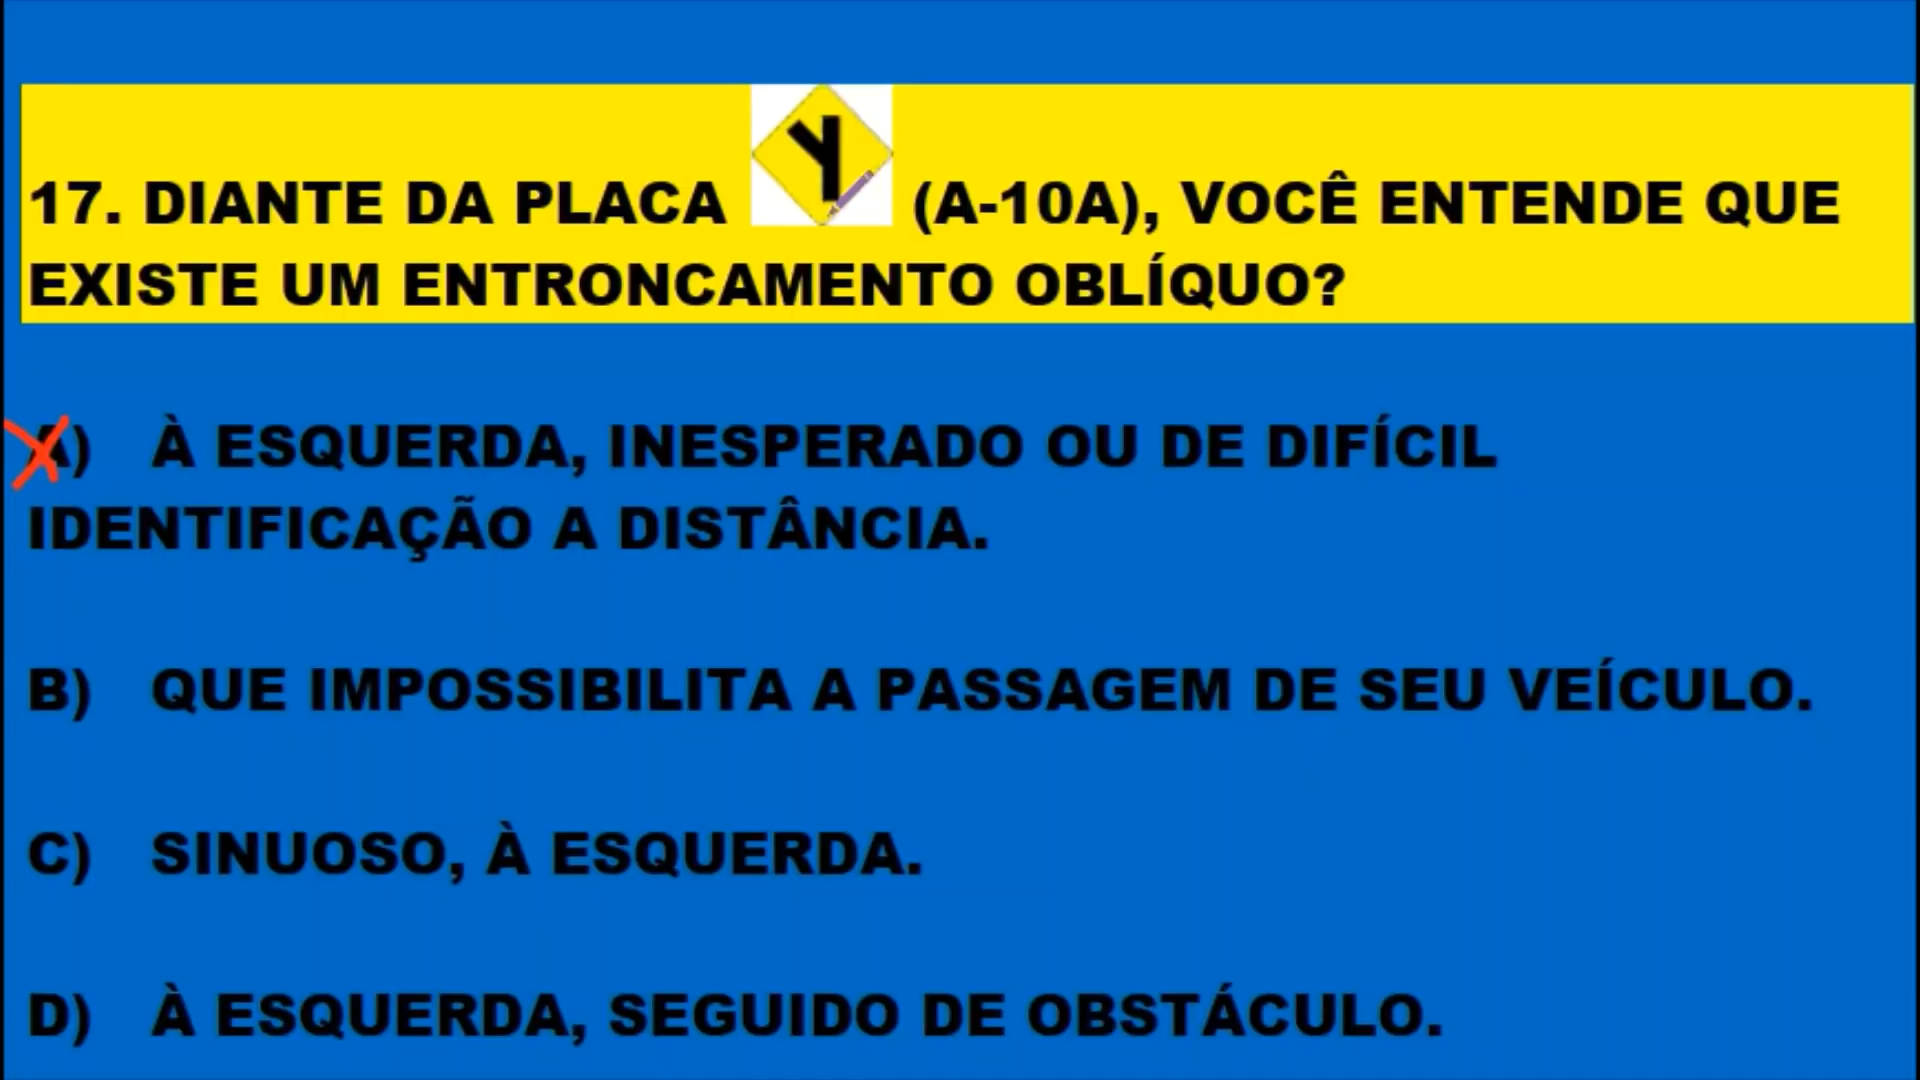 17. DIANTE DA PLACA (A-10A), VOCÊ ENTENDE QUE
EXISTE UM ENTRONCAMENTO OBLÍQUO?
A) À ESQUERDA, INESPERADO OU DE DIFÍCIL
IDENTIFICAÇÃO A DISTÂNCIA.
B) QUE IMPOSSIBILITA A PASSAGEM DE SEU VEÍCULO.
C) SINUOSO, À ESQUERDA.
D) À ESQUERDA, SEGUIDO DE OBSTÁCULO.